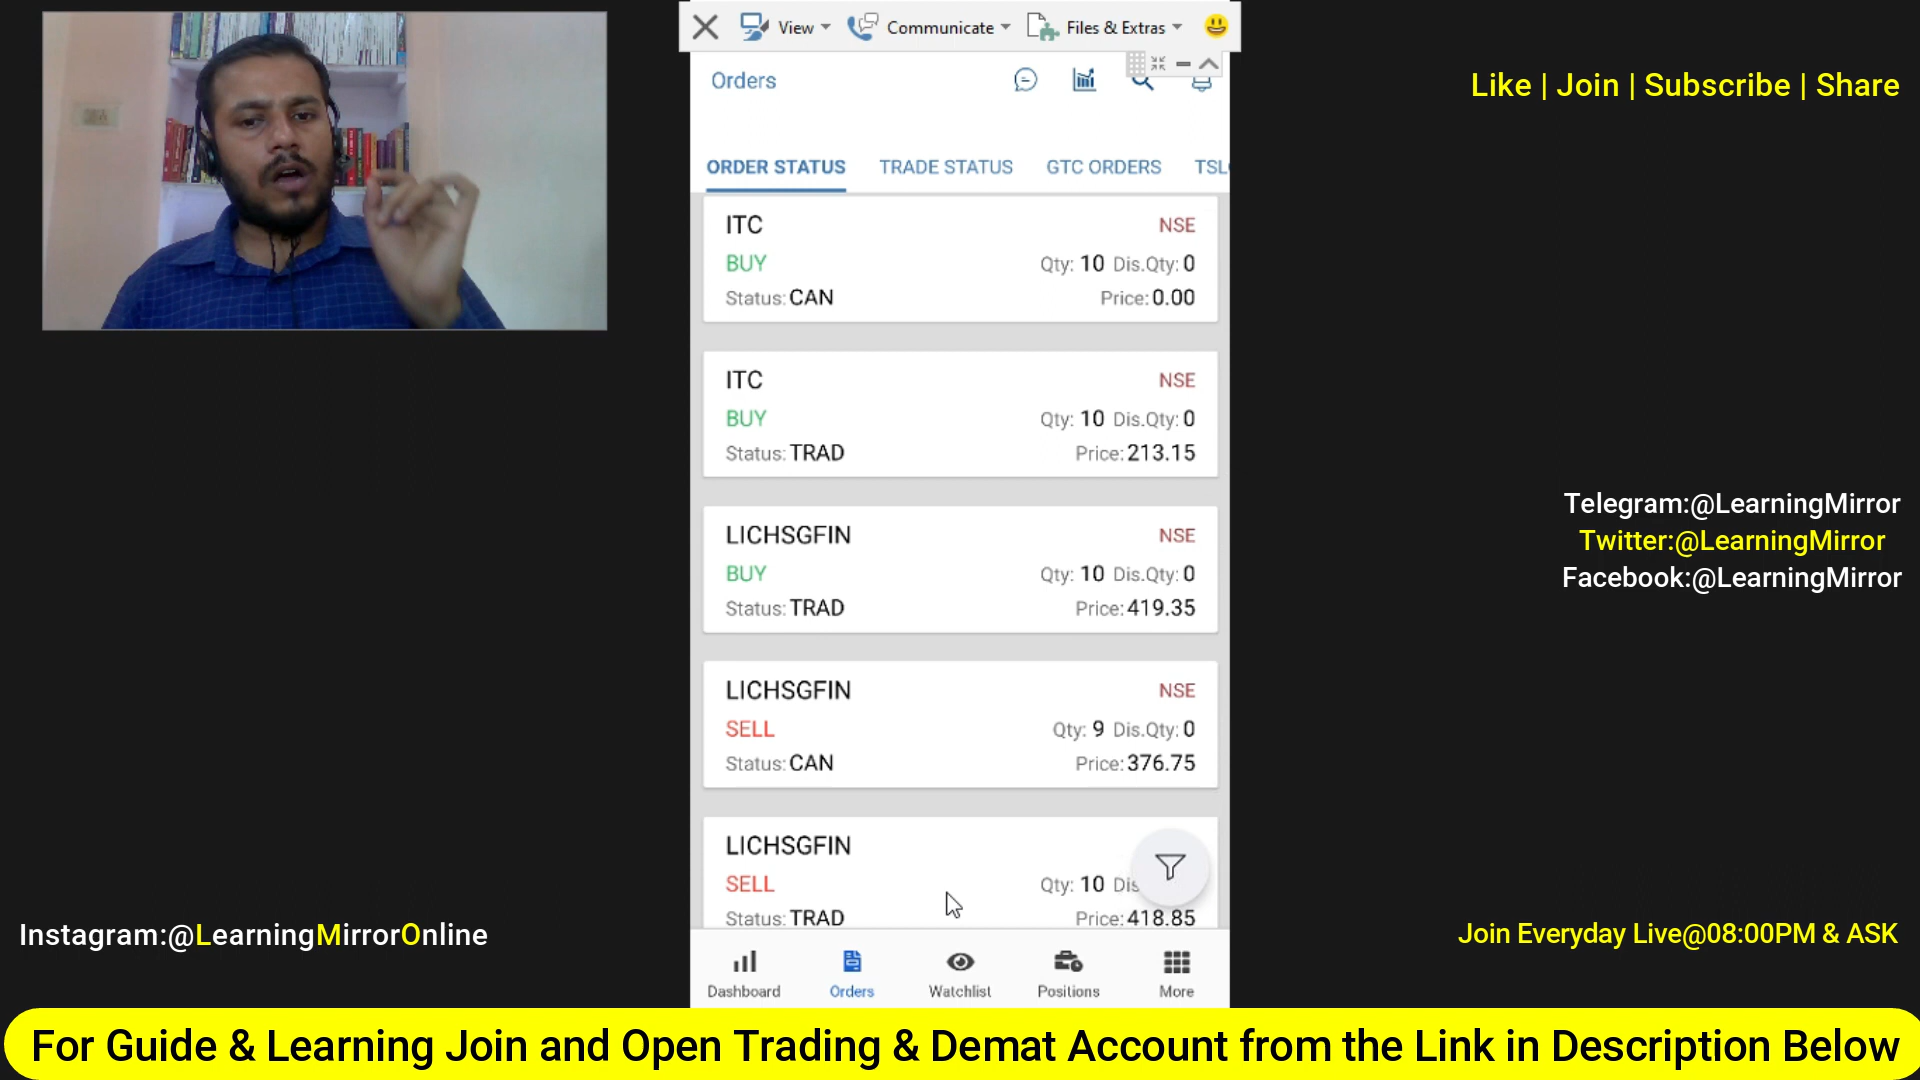 View
Communicate
Files & Extras
Orders
ORDER STATUS
TRADE STATUS
GTC ORDERS
ITC
NSE
BUY
Qty: 10 Dis.Qty: 0
Status: CAN
Price: 0.00
ITC
NSE
BUY
Qty: 10 Dis.Qty: 0
Status: TRAD
Price: 213.15
LICHSGFIN
NSE
BUY
Qty: 10 Dis.Qty: 0
Status: TRAD
Price: 419.35
LICHSGFIN
NSE
SELL
Qty: 9 Dis.Qty: 0
Status: CAN
Price: 376.75
LICHSGFIN
SELL
Qty: 10 Dis
Status: TRAD
Price: 418.85
Dashboard
Orders
Watchlist
Positions
More
Like | Join | Subscribe | Share
Telegram:@LearningMirror
Twitter:@LearningMirror
Facebook:@LearningMirror
Instagram:@LearningMirrorOnline
Join Everyday Live@08:00PM & ASK
For Guide & Learning Join and Open Trading & Demat Account from the Link in Description Below